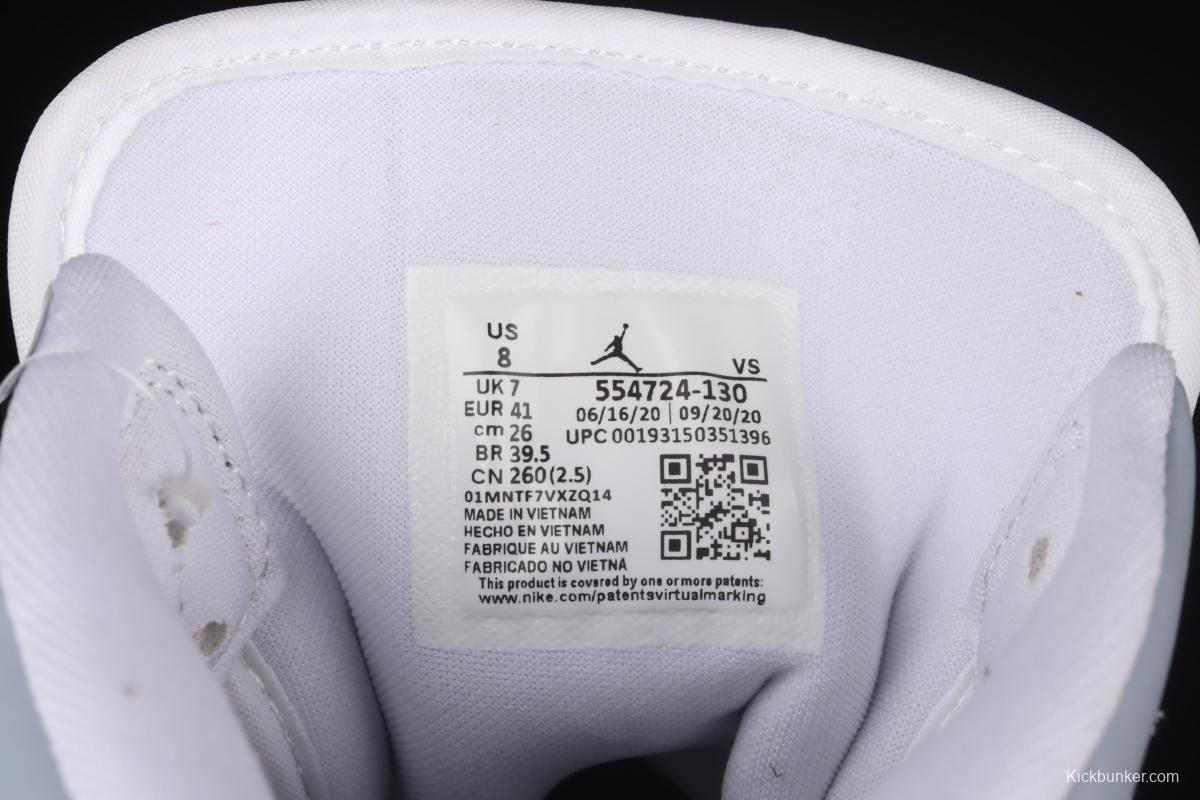 US
8
VS
UK 7
554724-130
EUR 41
06/16/20 | 09/20/20
cm 26
UPC 00193150351396
BR 39.5
CN 260(2.5)
01MNTF7VXZQ14
MADE IN VIETNAM
HECHO EN VIETNAM
FABRIQUE AU VIETNAM
FABRICADO NO VIETNÃ
This product is covered by one or more patents:
www.nike.com/patentsvirtualmarking
Kickbunker.com